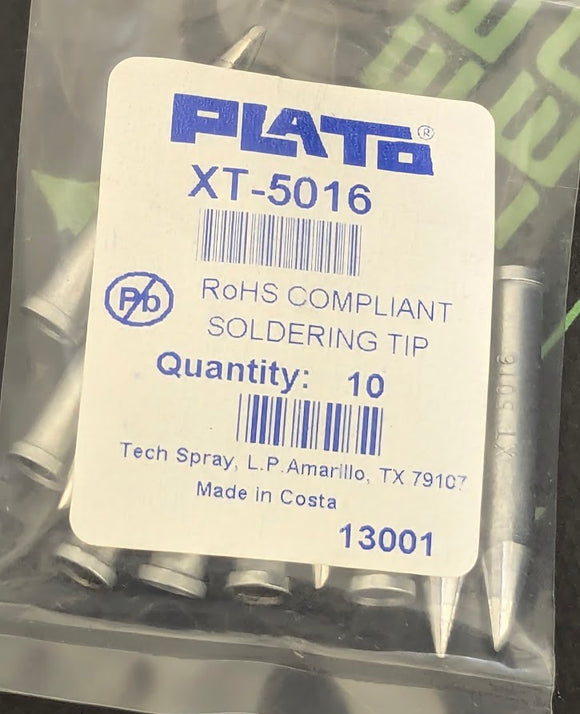 PLATO®
XT-5016
Pb
RoHS COMPLIANT
SOLDERING TIP
Quantity: 10
Tech Spray, L.P. Amarillo, TX 79107
Made in Costa
13001
XT 5016